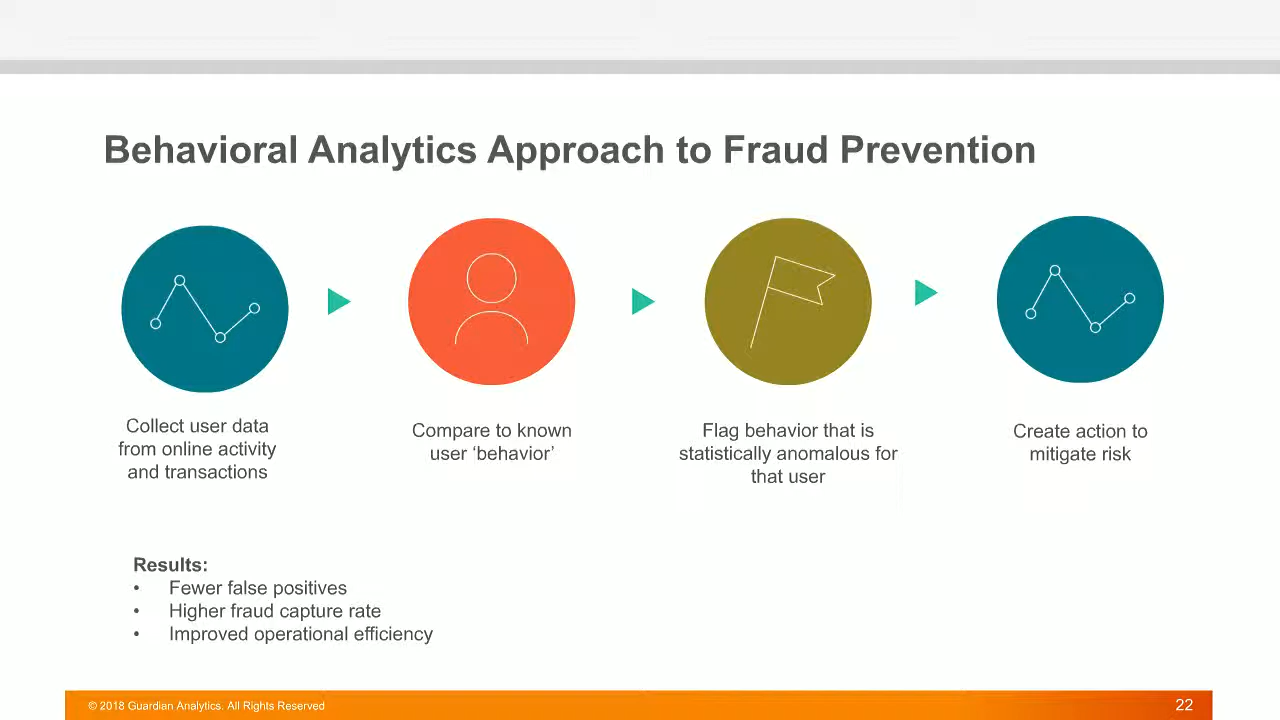 Behavioral Analytics Approach to Fraud Prevention
Collect user data
from online activity
and transactions
Compare to known
user ‘behavior’
Flag behavior that is
statistically anomalous for
that user
Create action to
mitigate risk
Results:
• Fewer false positives
• Higher fraud capture rate
• Improved operational efficiency
© 2018 Guardian Analytics. All Rights Reserved
22